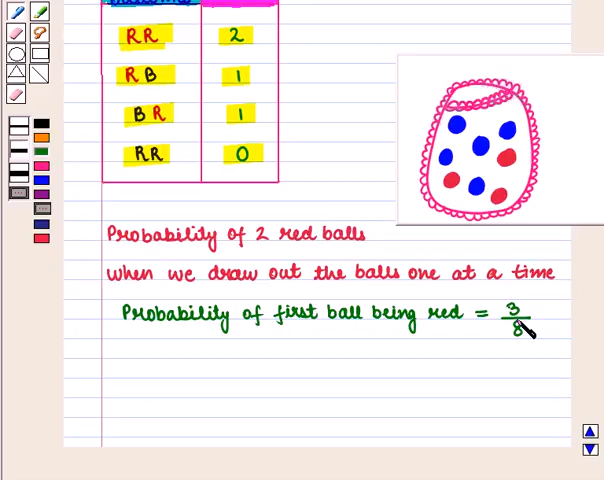 RR 2
RB 1
BR 1
RR 0
Probability of 2 red balls
when we draw out the balls one at a time
Probability of first ball being red = 3/8